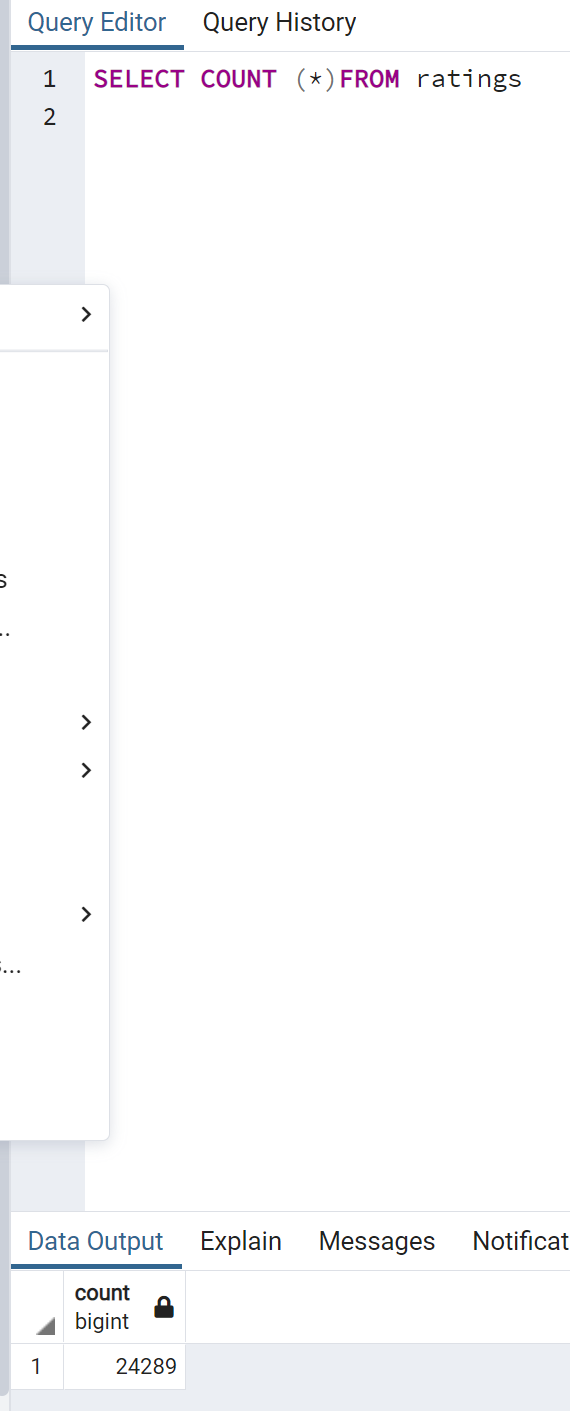 Query Editor Query History
1 SELECT COUNT (*)FROM ratings
2
s
..
s...
Data Output Explain Messages Notificat
count
bigint
1 24289